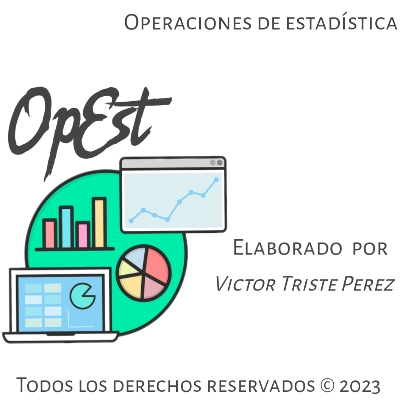 Operaciones de estadística
OpEst
Elaborado por
Victor Triste Perez
Todos los derechos reservados © 2023